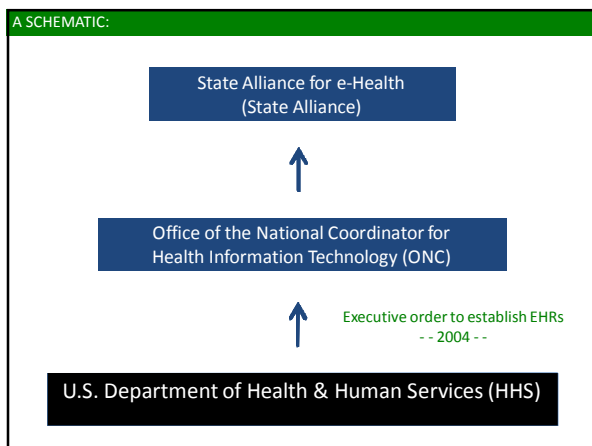 A SCHEMATIC:
State Alliance for e-Health
(State Alliance)
Office of the National Coordinator for
Health Information Technology (ONC)
Executive order to establish EHRs
- - 2004 - -
U.S. Department of Health & Human Services (HHS)